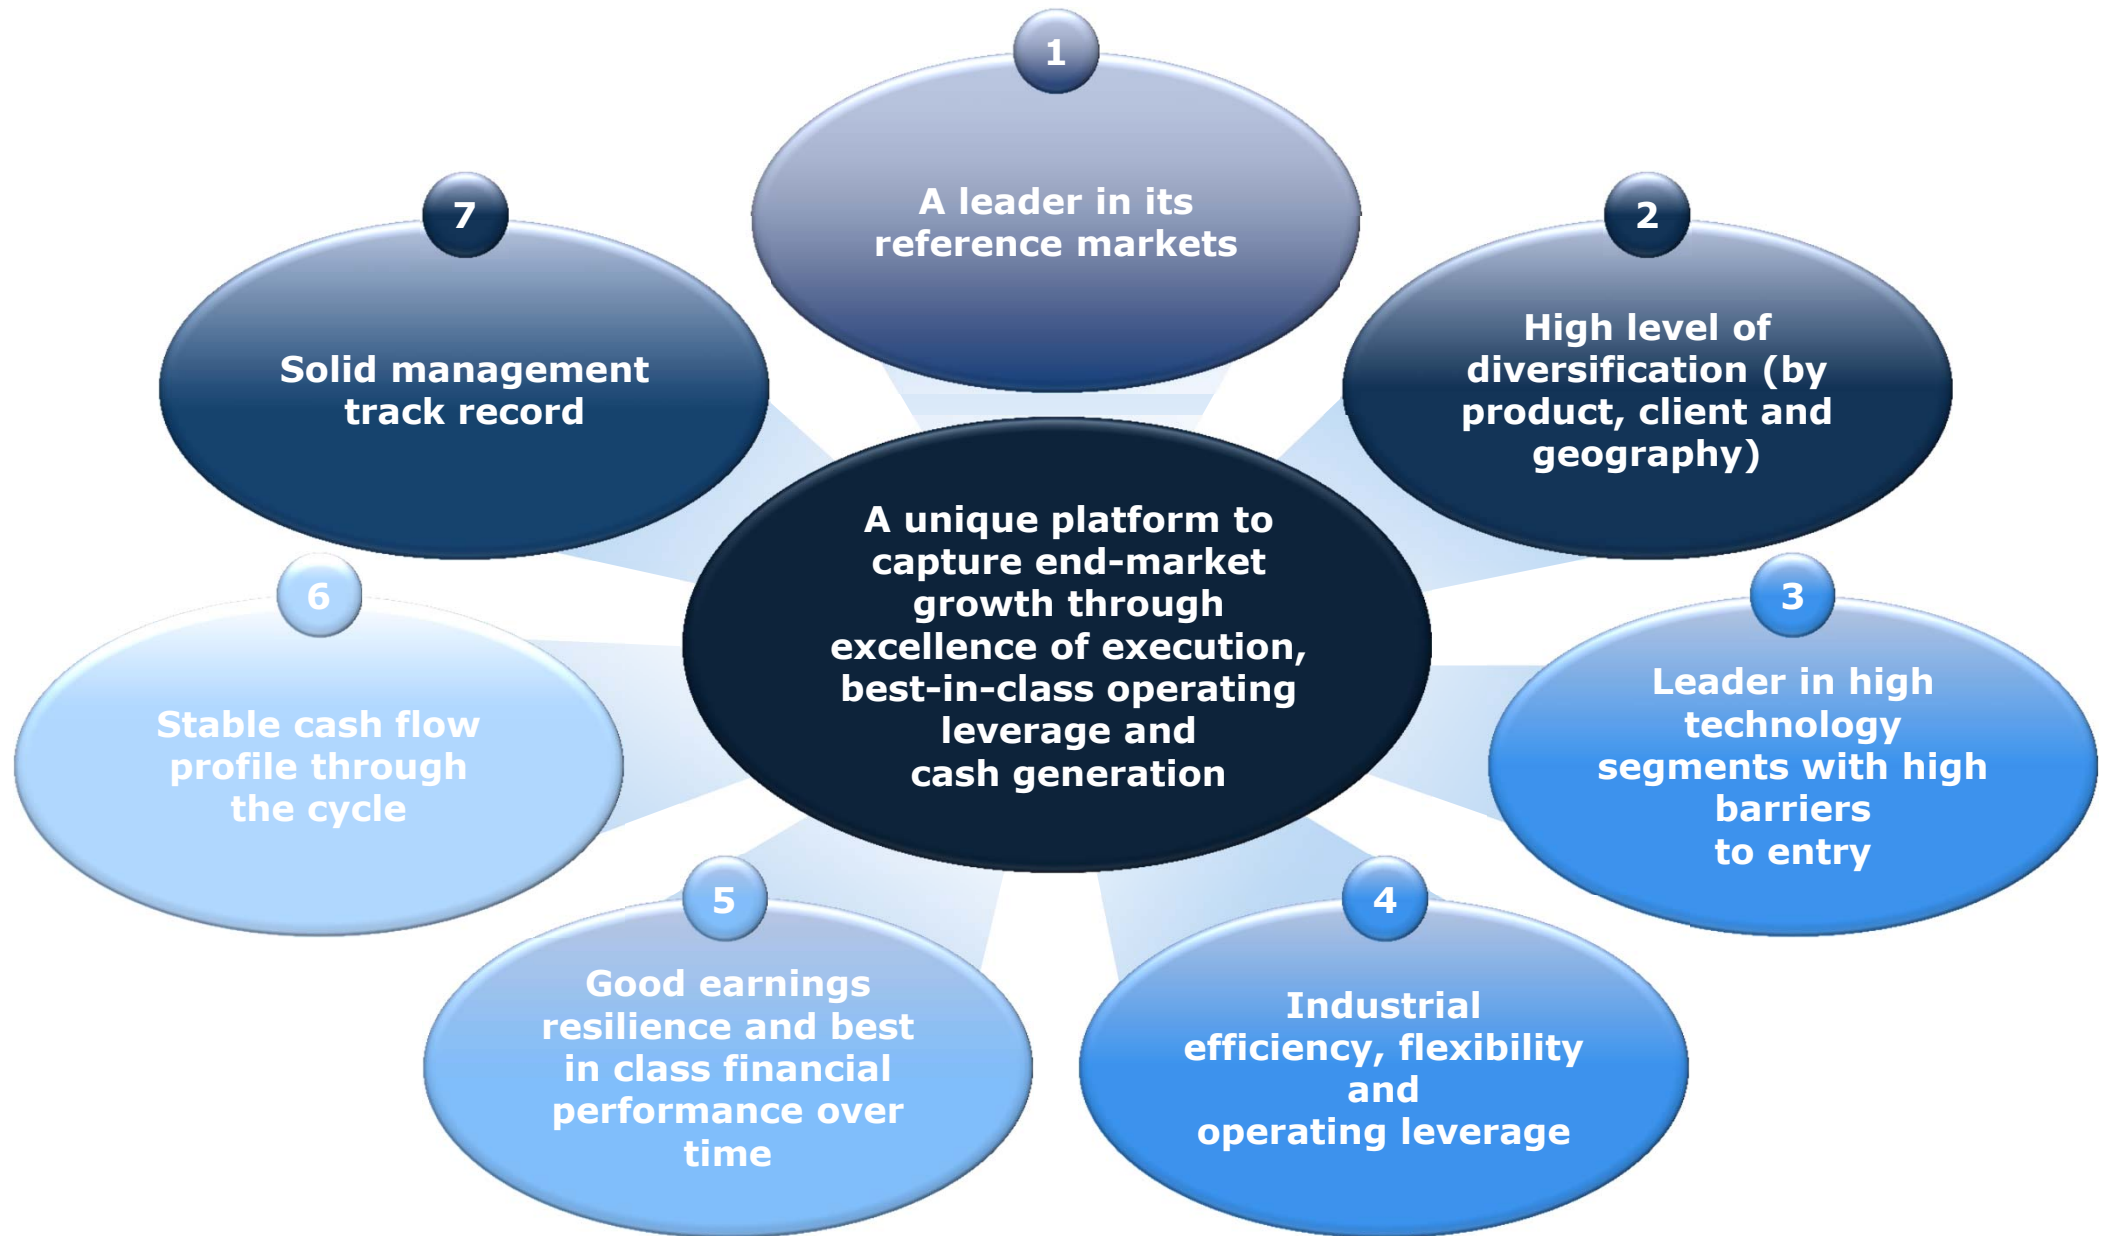 1
A leader in its
reference markets
2
High level of
diversification (by
product, client and
geography)
3
Leader in high
technology
segments with high
barriers
to entry
4
Industrial
efficiency, flexibility
and
operating leverage
5
Good earnings
resilience and best
in class financial
performance over
time
6
Stable cash flow
profile through
the cycle
7
Solid management
track record
A unique platform to
capture end-market
growth through
excellence of execution,
best-in-class operating
leverage and
cash generation